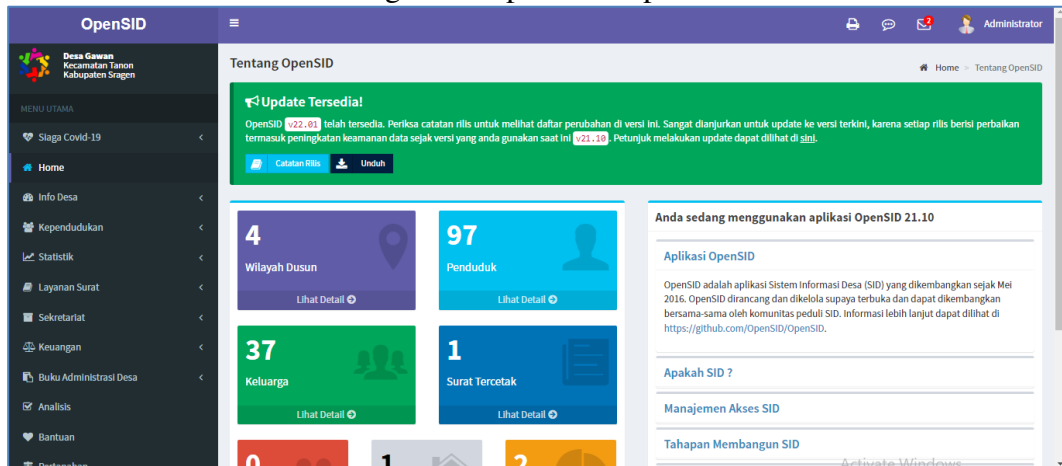 OpenSID
2
Administrator
Desa Gawan
Kecamatan Tanon
Kabupaten Sragen
Tentang OpenSID
Home > Tentang OpenSID
MENU UTAMA
Siaga Covid-19
Home
Info Desa
Kependudukan
Statistik
Layanan Surat
Sekretariat
Keuangan
Buku Administrasi Desa
Analisis
Bantuan
Pertanahan
Update Tersedia!
OpenSID v22.01 telah tersedia. Periksa catatan rilis untuk melihat daftar perubahan di versi ini. Sangat dianjurkan untuk update ke versi terkini, karena setiap rilis berisi perbaikan
termasuk peningkatan keamanan data sejak versi yang anda gunakan saat ini v21.10. Petunjuk melakukan update dapat dilihat di sini.
Catatan Rilis Unduh
4
Wilayah Dusun
Lihat Detail
97
Penduduk
Lihat Detail
37
Keluarga
Lihat Detail
1
Surat Tercetak
Lihat Detail
0
1
2
Anda sedang menggunakan aplikasi OpenSID 21.10
Aplikasi OpenSID
OpenSID adalah aplikasi Sistem Informasi Desa (SID) yang dikembangkan sejak Mei
2016. OpenSID dirancang dan dikelola supaya terbuka dan dapat dikembangkan
bersama-sama oleh komunitas peduli SID. Informasi lebih lanjut dapat dilihat di
https://github.com/OpenSID/OpenSID.
Apakah SID ?
Manajemen Akses SID
Tahapan Membangun SID
Activate Windows